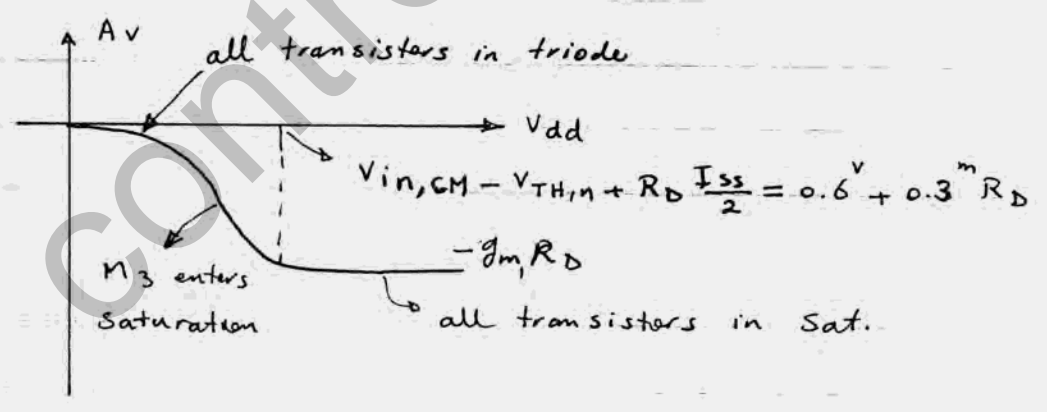 Av
all transistors in triode
Vdd
Vin,CM - VTH,n + RD Iss/2 = 0.6v + 0.3m RD
M3 enters
saturation
-gm1RD
all transistors in sat.